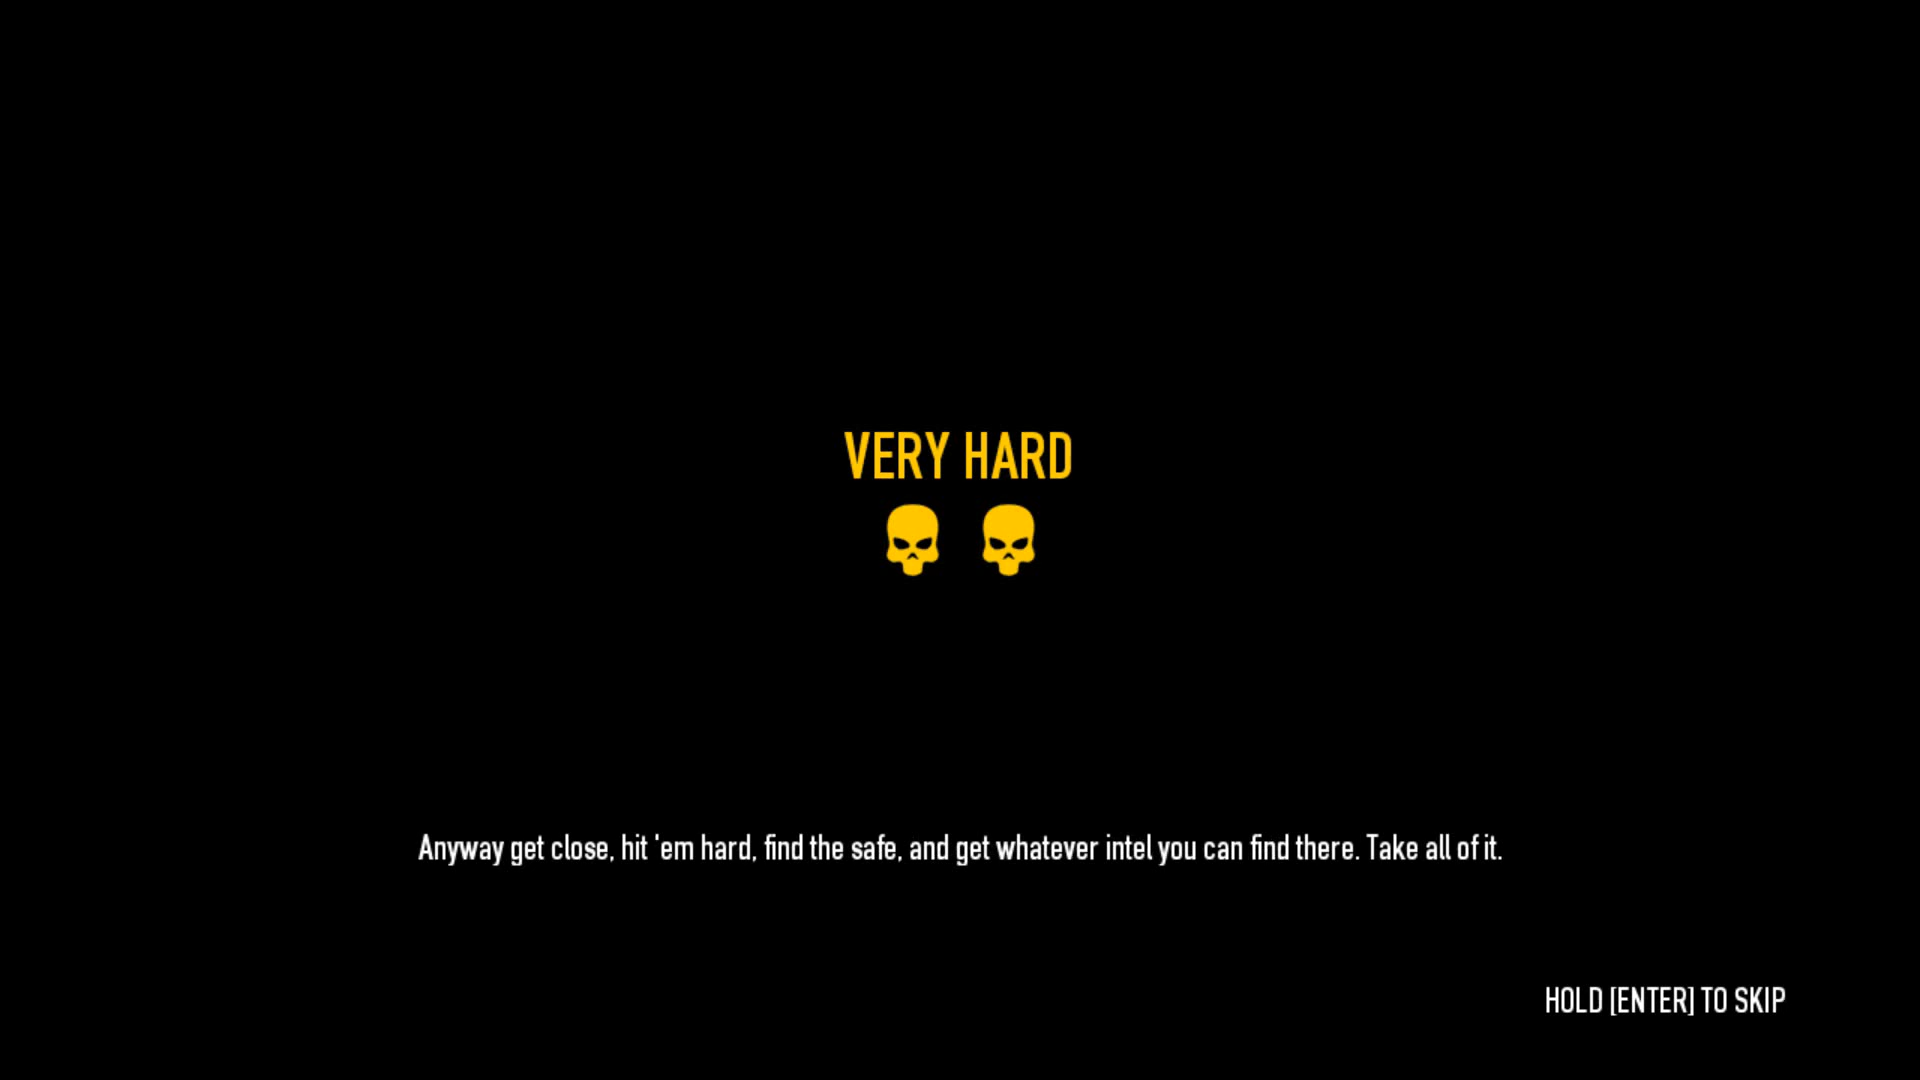 VERY HARD
Anyway get close, hit 'em hard, find the safe, and get whatever intel you can find there. Take all of it.
HOLD [ENTER] TO SKIP